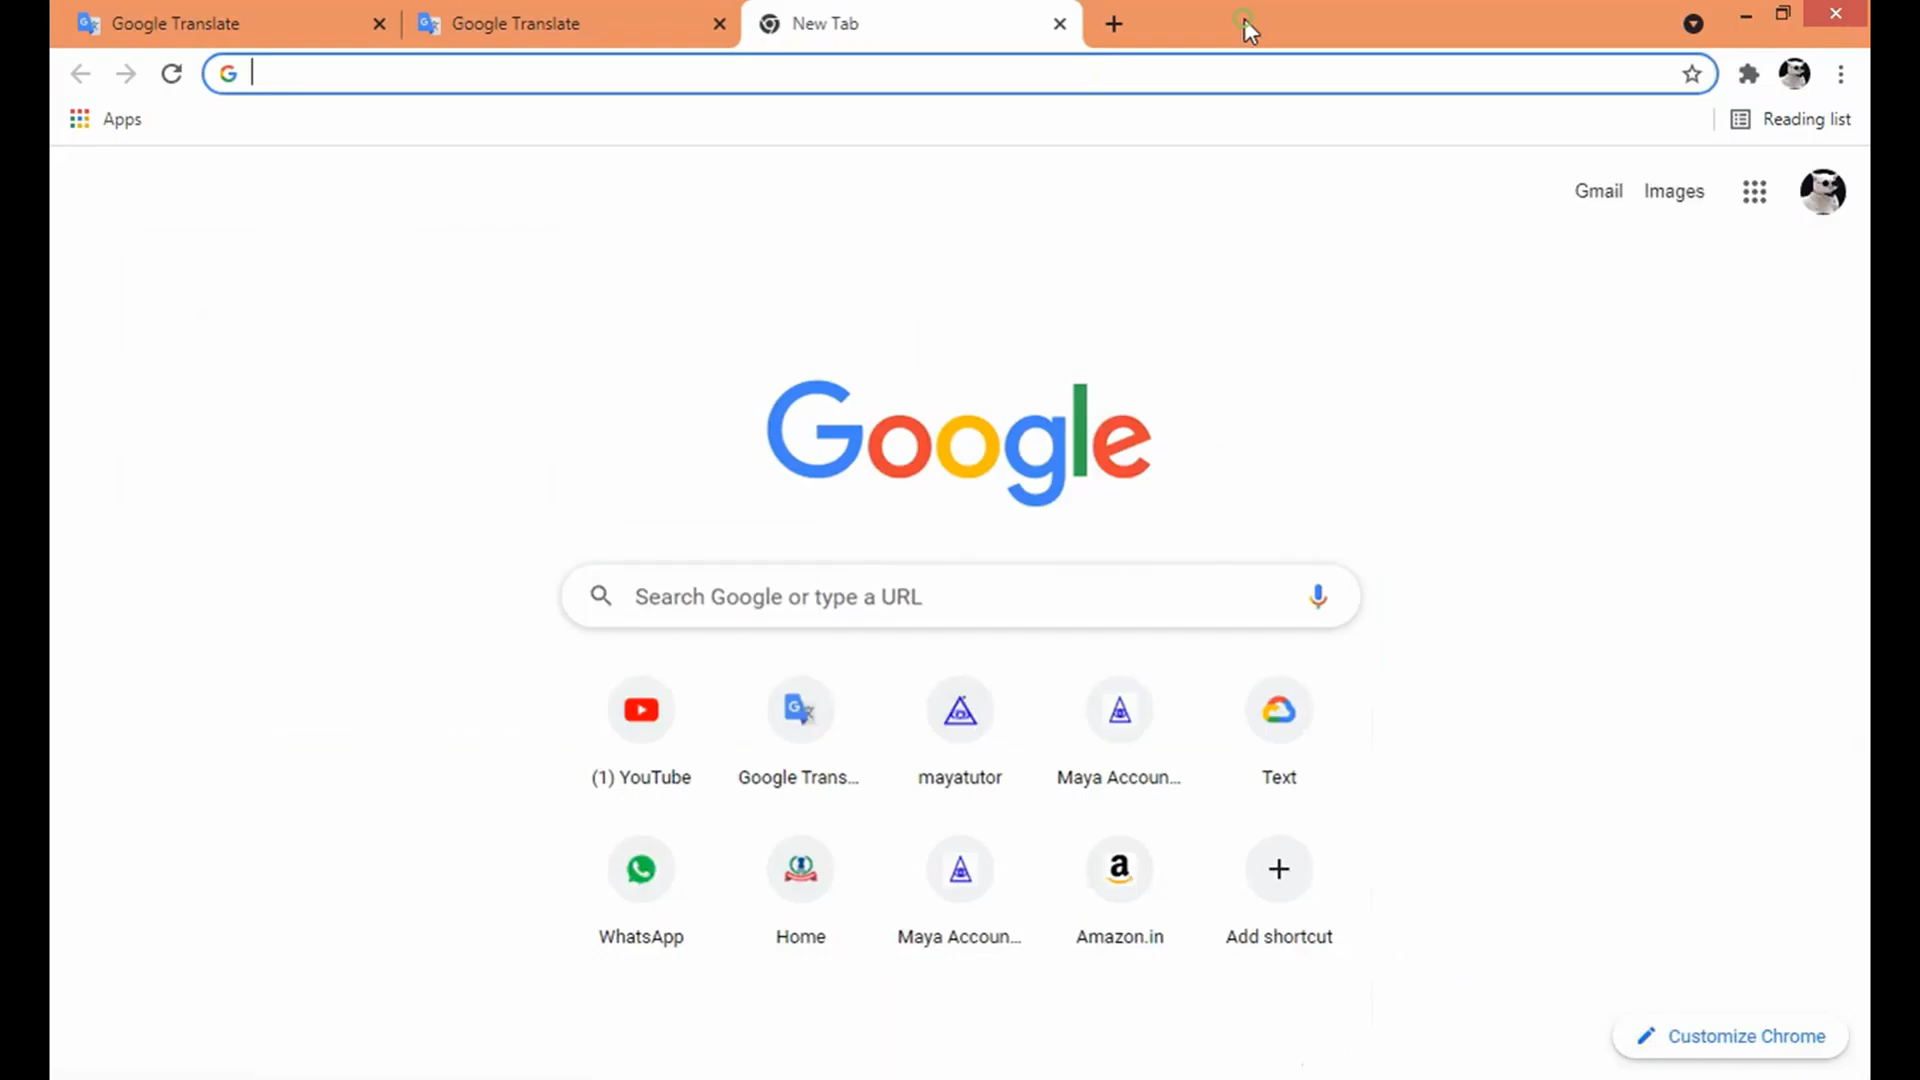 Google Translate
Google Translate
New Tab
Apps
Reading list
Gmail Images
Google
Search Google or type a URL
(1) YouTube
Google Trans...
mayatutor
Maya Accoun...
Text
WhatsApp
Home
Maya Accoun...
Amazon.in
Add shortcut
Customize Chrome